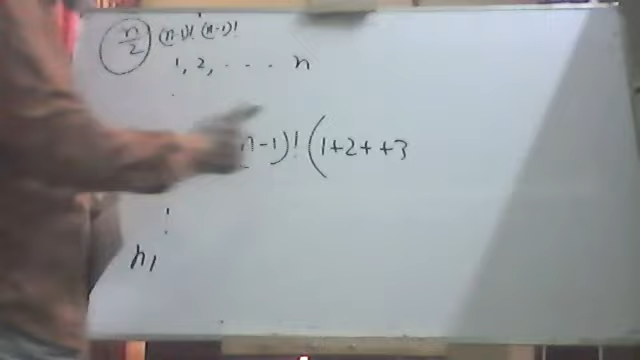 n/2 (n-1)! (n-1)!
1, 2, . . . . n
n-1)! (1+2++3
!
n,